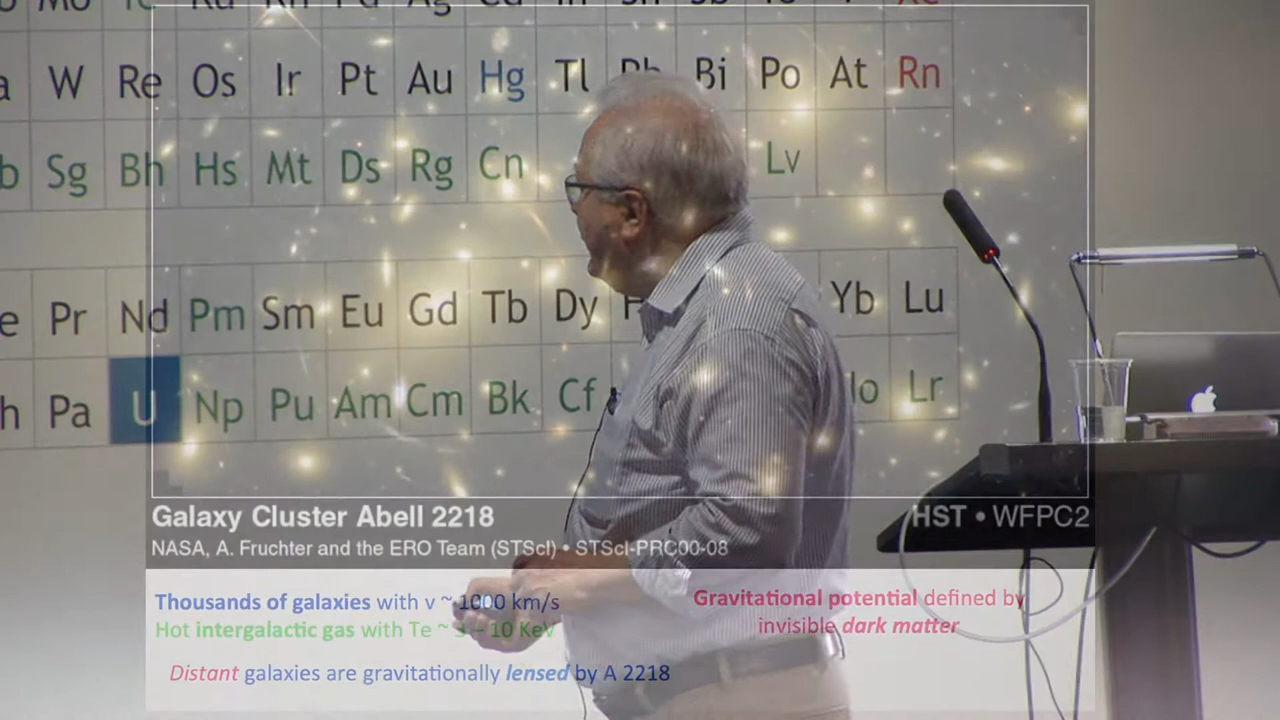 W Re Os Ir Pt Au Hg Tl Pb Bi Po At Rn
Sg Bh Hs Mt Ds Rg Cn Lv
Pr Nd Pm Sm Eu Gd Tb Dy Yb Lu
Pa U Np Pu Am Cm Bk Cf Lr
Galaxy Cluster Abell 2218 HST • WFPC2
NASA, A. Fruchter and the ERO Team (STScI) • STScI-PRC00-08
Thousands of galaxies with v ~ 1000 km/s
Hot intergalactic gas with Te ~ – 10 KeV
Gravitational potential defined by
invisible dark matter
Distant galaxies are gravitationally lensed by A 2218